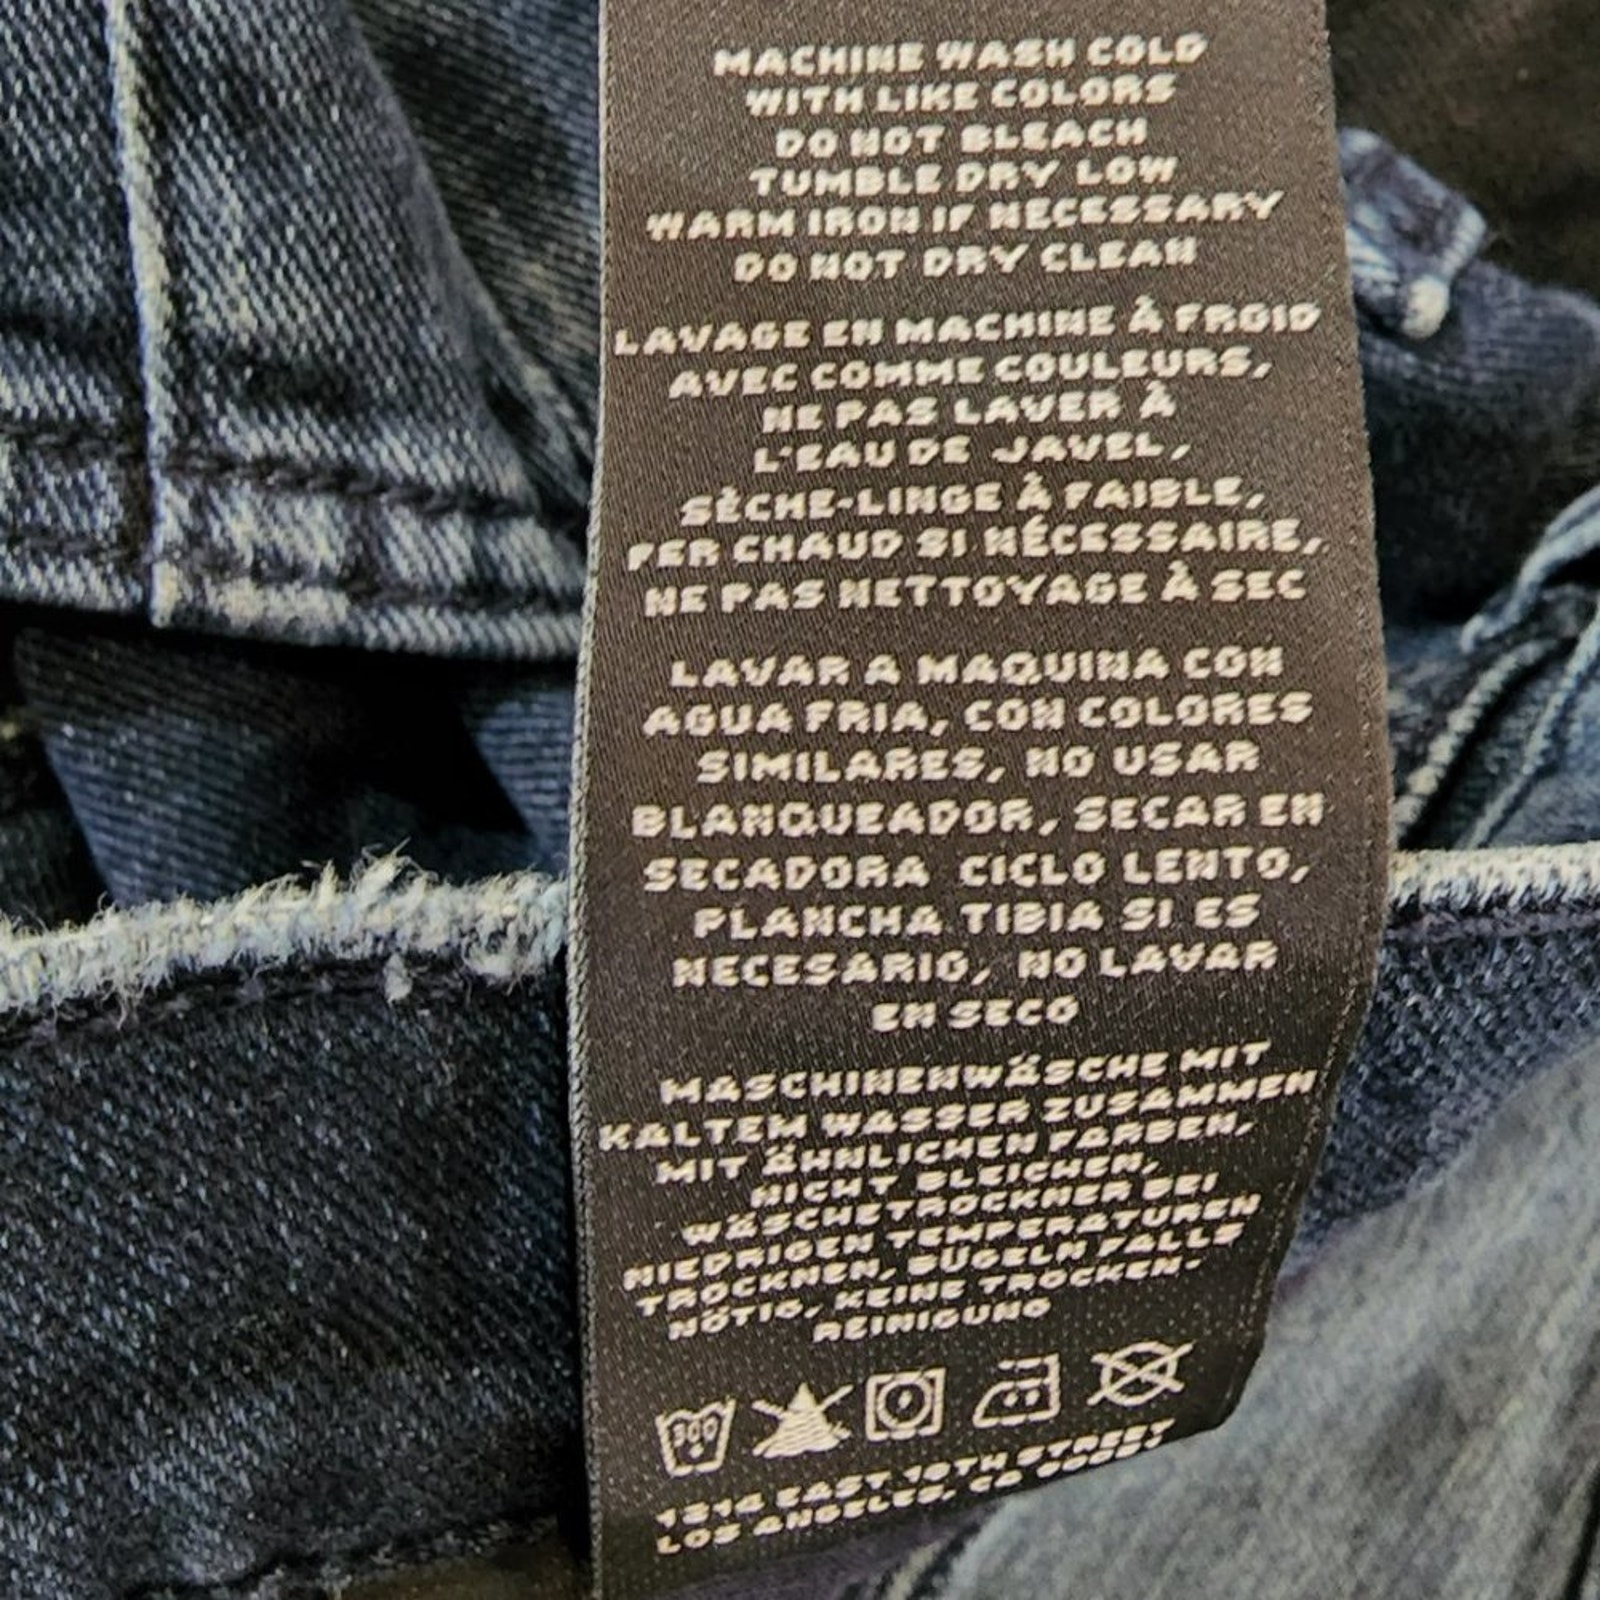 MACHINE WASH COLD
WITH LIKE COLORS
DO NOT BLEACH
TUMBLE DRY LOW
WARM IRON IF NECESSARY
DO NOT DRY CLEAN
LAVAGE EN MACHINE À FROID
AVEC COMME COULEURS,
NE PAS LAVER À
L'EAU DE JAVEL,
SÈCHE-LINGE À FAIBLE,
FER CHAUD SI NÉCESSAIRE,
NE PAS NETTOYAGE À SEC
LAVAR A MAQUINA CON
AGUA FRIA, CON COLORES
SIMILARES, NO USAR
BLANQUEADOR, SECAR EN
SECADORA CICLO LENTO,
PLANCHA TIBIA SI ES
NECESARIO, NO LAVAR
EN SECO
MASCHINENWÄSCHE MIT
KALTEM WASSER ZUSAMMEN
MIT ÄHNLICHEN FARBEN,
NICHT BLEICHEN,
WÄSCHETROCKNER BEI
NIEDRIGEN TEMPERATUREN
TROCKNEN, BÜGELN FALLS
NÖTIG, KEINE TROCKEN-
REINIGUNG
1214 EAST 18TH STREET
LOS ANGELES, CA